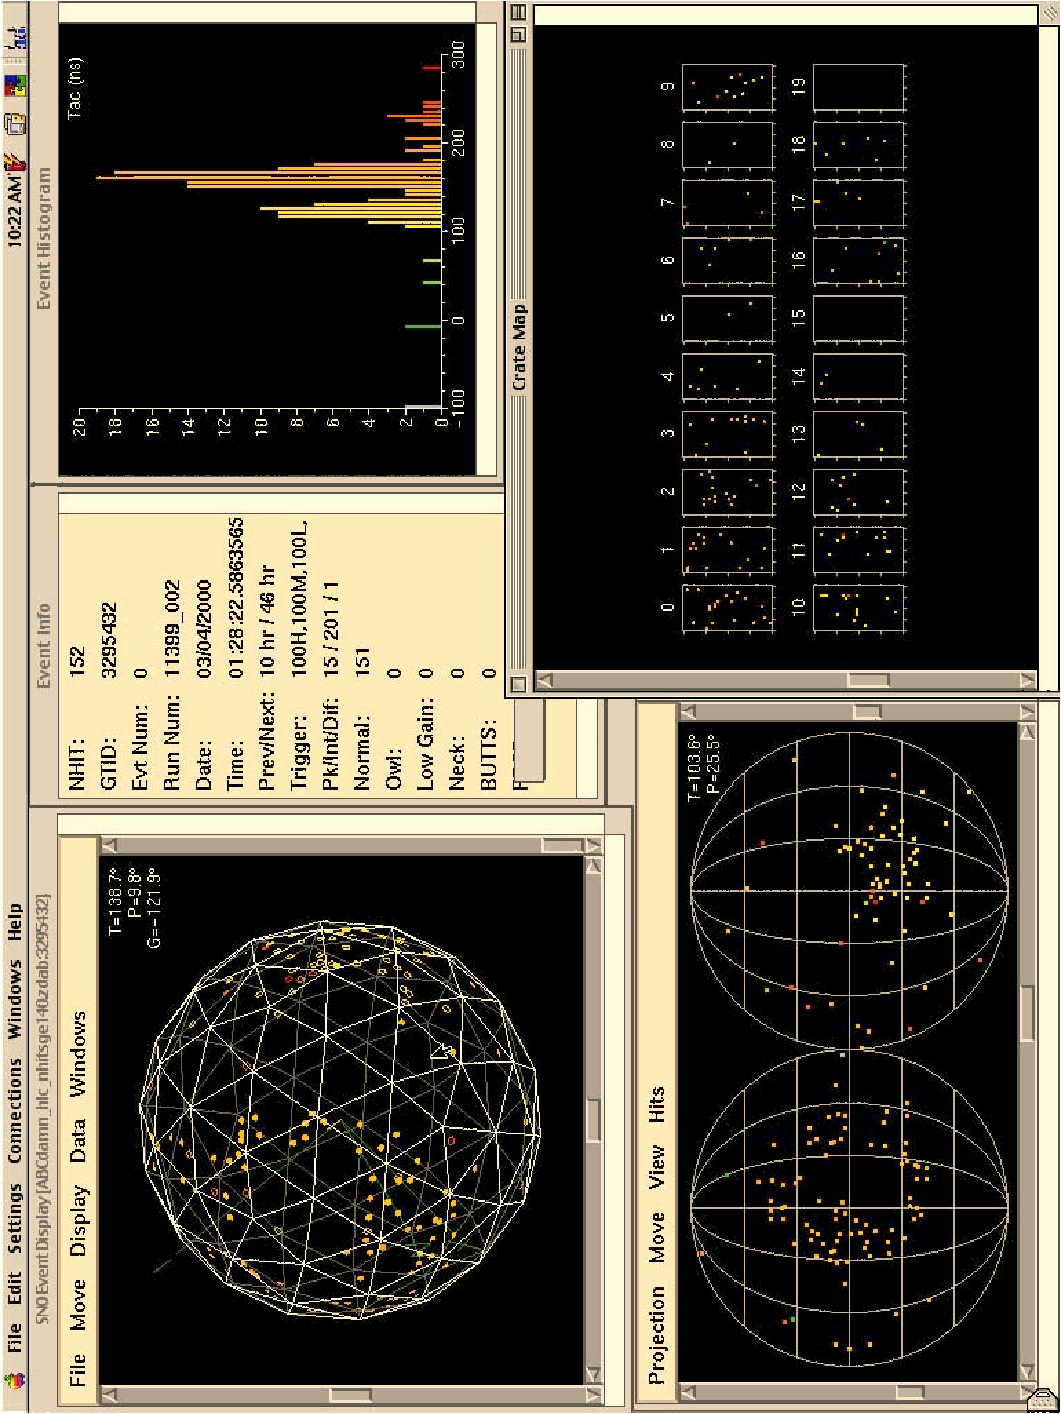 File Edit Settings Connections Windows Help 10:22 AM
SNO Event Display [ABCdamn_hlc_nhitsge140.zdab:3295432]
File Move Display Data Windows
T=138.7°
P=9.8°
G=-121.9°
Event Info
NHIT: 152
GTID: 3295432
Evt Num: 0
Run Num: 11399_002
Date: 03/04/2000
Time: 01:28:22.5863565
Prev/Next: 10 hr / 46 hr
Trigger: 100H,100M,100L,
Pk/Int/Dif: 15 / 201 / 1
Normal: 151
Owl: 0
Low Gain: 0
Neck: 0
BUTTS: 0
Event Histogram
Tac (ns)
20
18
16
14
12
10
8
6
4
2
0
-100 0 100 200 300
Projection Move View Hits
T=103.6°
P=25.5°
Crate Map
0 1 2 3 4 5 6 7 8 9
10 11 12 13 14 15 16 17 18 19